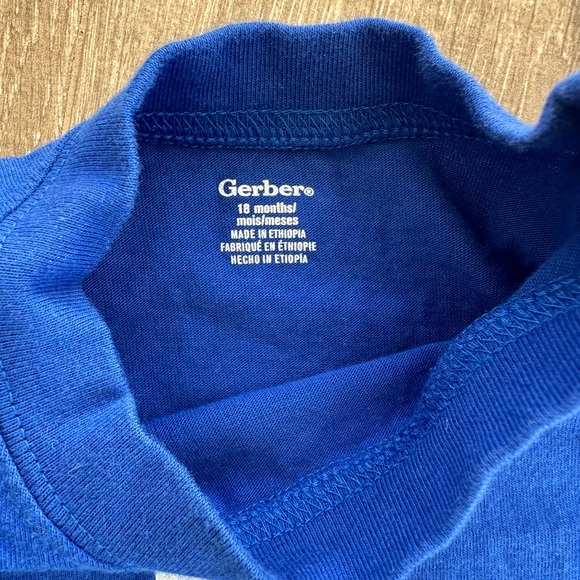 Gerber®
18 months/
mois/meses
MADE IN ETHIOPIA
FABRIQUÉ EN ÉTHIOPIE
HECHO IN ETIOPÍA